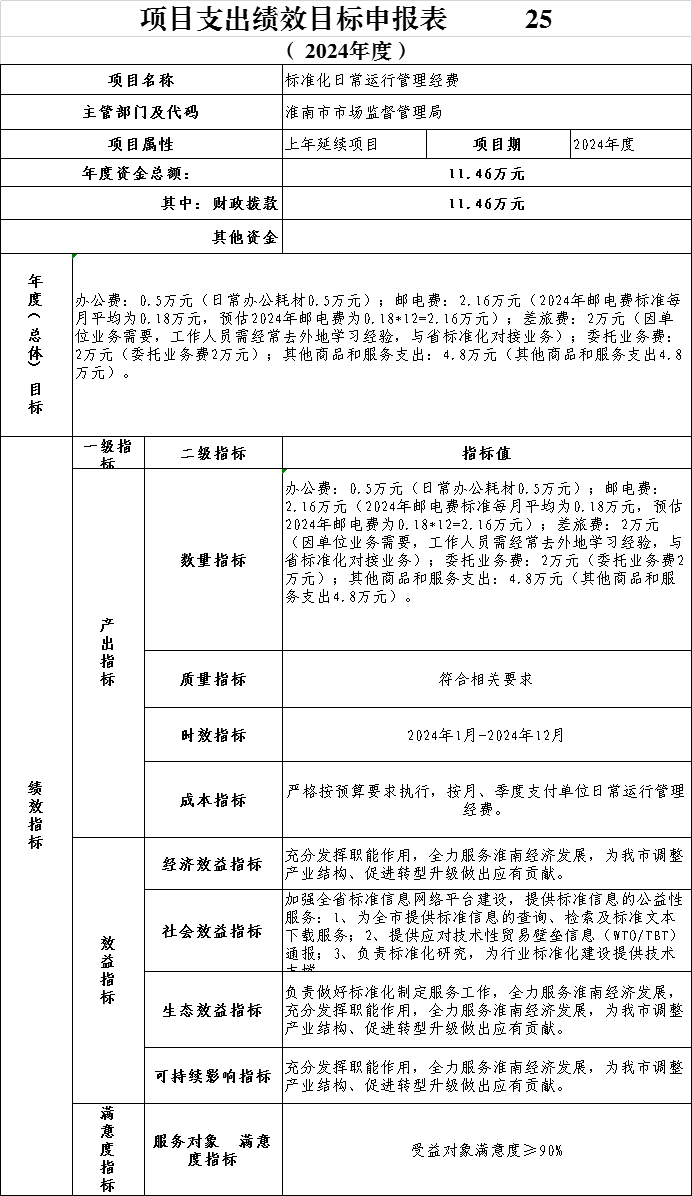 项目支出绩效目标申报表 25
（ 2024年度 ）
项目名称 标准化日常运行管理经费
主管部门及代码 淮南市市场监督管理局
项目属性 上年延续项目 项目期 2024年度
年度资金总额： 11.46万元
其中：财政拨款 11.46万元
其他资金
年度（总体）目标
办公费：0.5万元（日常办公耗材0.5万元）；邮电费：2.16万元（2024年邮电费标准每
月平均为0.18万元，预估2024年邮电费为0.18*12=2.16万元）；差旅费：2万元（因单
位业务需要，工作人员需经常去外地学习经验，与省标准化对接业务）；委托业务费：
2万元（委托业务费2万元）；其他商品和服务支出：4.8万元（其他商品和服务支出4.8
万元）。
绩效指标
一级指标 二级指标 指标值
产出指标
数量指标
办公费：0.5万元（日常办公耗材0.5万元）；邮电费：
2.16万元（2024年邮电费标准每月平均为0.18万元，预估
2024年邮电费为0.18*12=2.16万元）；差旅费：2万元
（因单位业务需要，工作人员需经常去外地学习经验，与
省标准化对接业务）；委托业务费：2万元（委托业务费2
万元）；其他商品和服务支出：4.8万元（其他商品和服
务支出4.8万元）。
质量指标 符合相关要求
时效指标 2024年1月-2024年12月
成本指标
严格按预算要求执行，按月、季度支付单位日常运行管理
经费。
效益指标
经济效益指标
充分发挥职能作用，全力服务淮南经济发展，为我市调整
产业结构、促进转型升级做出应有贡献。
社会效益指标
加强全省标准信息网络平台建设，提供标准信息的公益性
服务：1、为全市提供标准信息的查询、检索及标准文本
下载服务；2、提供应对技术性贸易壁垒信息（WTO/TBT）
通报；3、负责标准化研究，为行业标准化建设提供技术
支撑
生态效益指标
负责做好标准化制定服务工作，全力服务淮南经济发展，
充分发挥职能作用，全力服务淮南经济发展，为我市调整
产业结构、促进转型升级做出应有贡献。
可持续影响指标
充分发挥职能作用，全力服务淮南经济发展，为我市调整
产业结构、促进转型升级做出应有贡献。
满意度指标
服务对象 满意
度指标
受益对象满意度≥90%